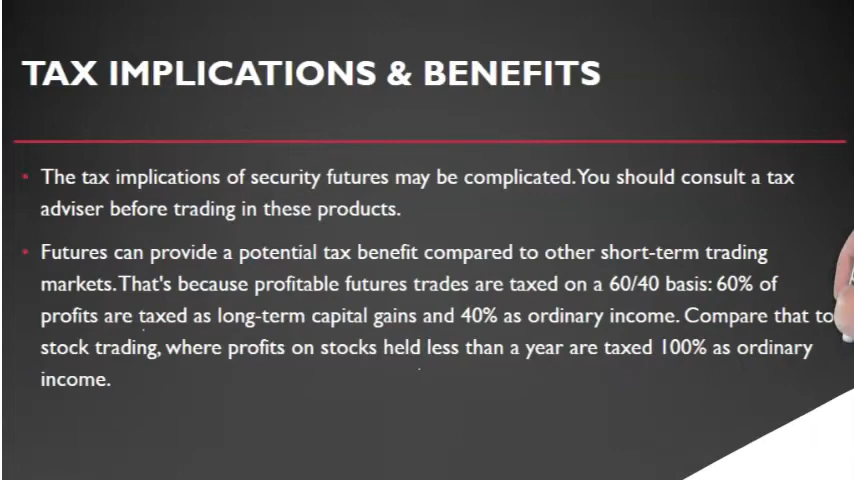 TAX IMPLICATIONS & BENEFITS
• The tax implications of security futures may be complicated. You should consult a tax
adviser before trading in these products.
• Futures can provide a potential tax benefit compared to other short-term trading
markets. That's because profitable futures trades are taxed on a 60/40 basis: 60% of
profits are taxed as long-term capital gains and 40% as ordinary income. Compare that to
stock trading, where profits on stocks held less than a year are taxed 100% as ordinary
income.